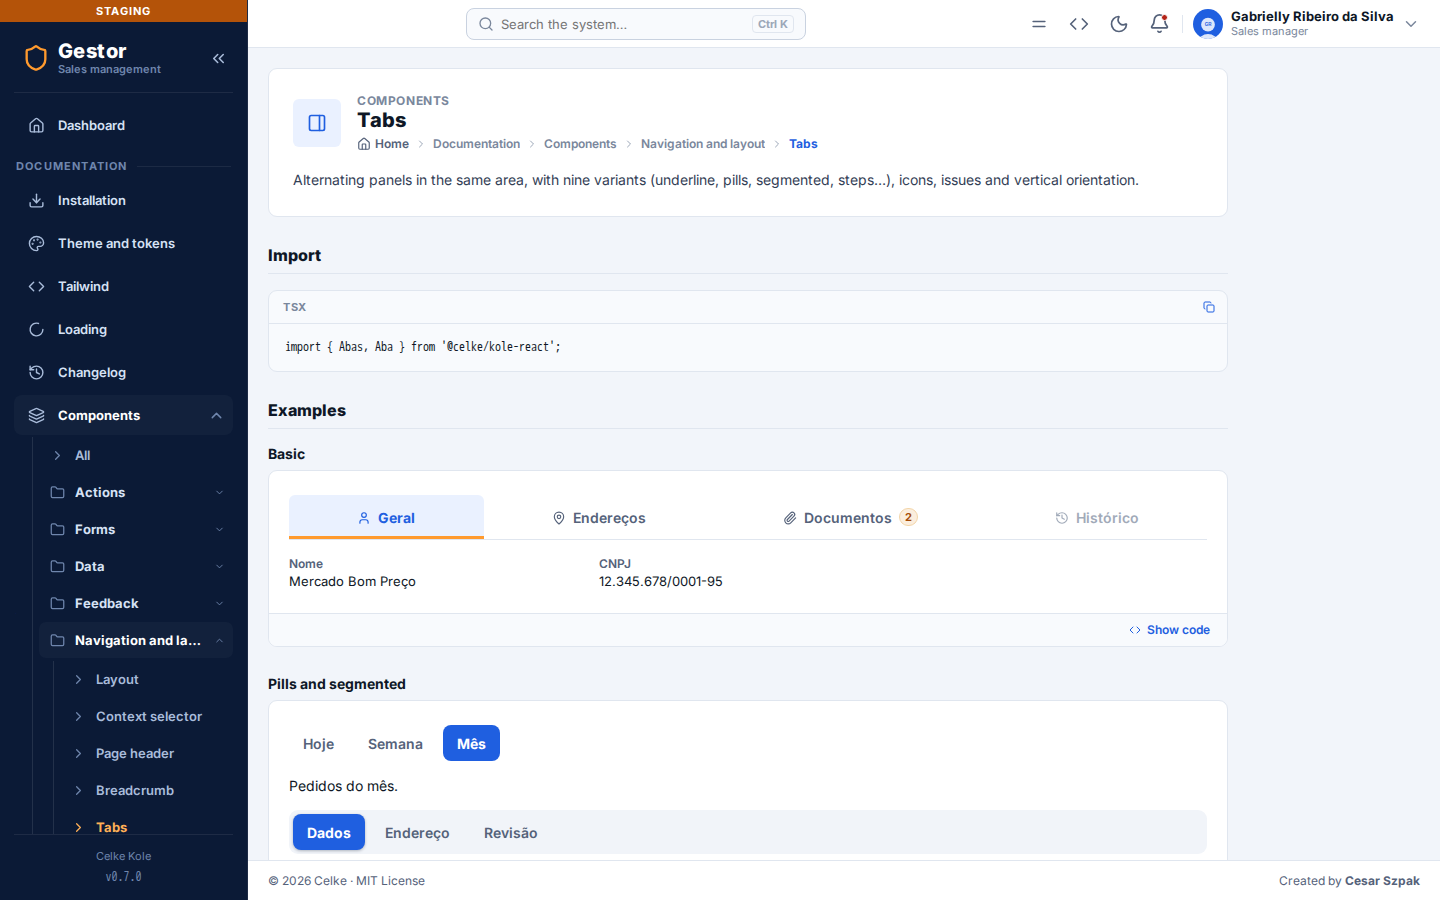 STAGING
Gestor
Sales management
Dashboard
DOCUMENTATION
Installation
Theme and tokens
Tailwind
Loading
Changelog
Components
All
Actions
Forms
Data
Feedback
Navigation and la...
Layout
Context selector
Page header
Breadcrumb
Tabs
Celke Kole
v0.7.0
Search the system...
Ctrl K
GR
Gabrielly Ribeiro da Silva
Sales manager
COMPONENTS
Tabs
Home > Documentation > Components > Navigation and layout > Tabs
Alternating panels in the same area, with nine variants (underline, pills, segmented, steps...), icons, issues and vertical orientation.
Import
TSX
import { Abas, Aba } from '@celke/kole-react';
Examples
Basic
Geral Endereços Documentos 2 Histórico
Nome CNPJ
Mercado Bom Preço 12.345.678/0001-95
Show code
Pills and segmented
Hoje Semana Mês
Pedidos do mês.
Dados Endereço Revisão
© 2026 Celke · MIT License
Created by Cesar Szpak